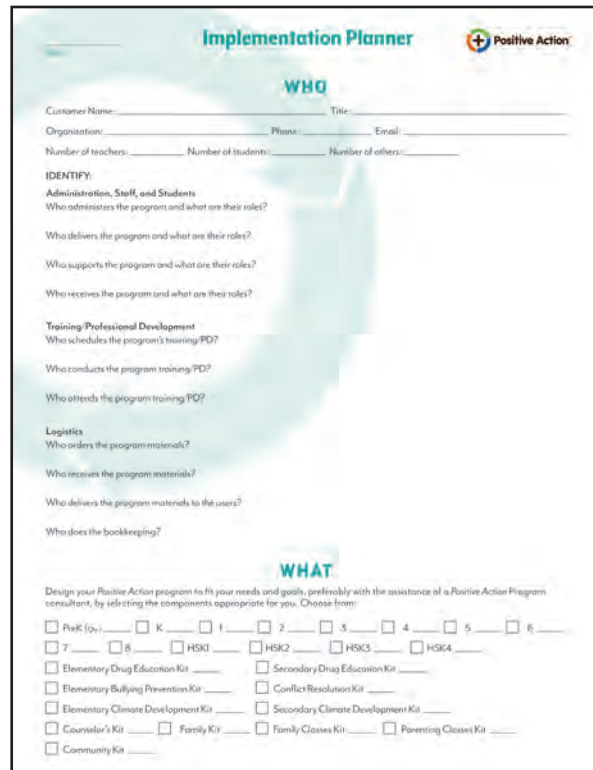 Implementation Planner
Positive Action
WHO
Customer Name: Title:
Organization: Phone: Email:
Number of teachers: Number of students: Number of others:
IDENTIFY:
Administration, Staff, and Students
Who administers the program and what are their roles?
Who delivers the program and what are their roles?
Who supports the program and what are their roles?
Who receives the program and what are their roles?
Training/Professional Development
Who schedules the program's training/PD?
Who conducts the program training/PD?
Who attends the program training/PD?
Logistics
Who orders the program materials?
Who receives the program materials?
Who delivers the program materials to the users?
Who does the bookkeeping?
WHAT
Design your Positive Action program to fit your needs and goals, preferably with the assistance of a Positive Action Program
consultant, by selecting the components appropriate for you. Choose from:
PreK (Qty) K 1 2 3 4 5 6
7 8 HSK1 HSK2 HSK3 HSK4
Elementary Drug Education Kit Secondary Drug Education Kit
Elementary Bullying Prevention Kit Conflict Resolution Kit
Elementary Climate Development Kit Secondary Climate Development Kit
Counselor's Kit Family Kit Family Classes Kit Parenting Classes Kit
Community Kit